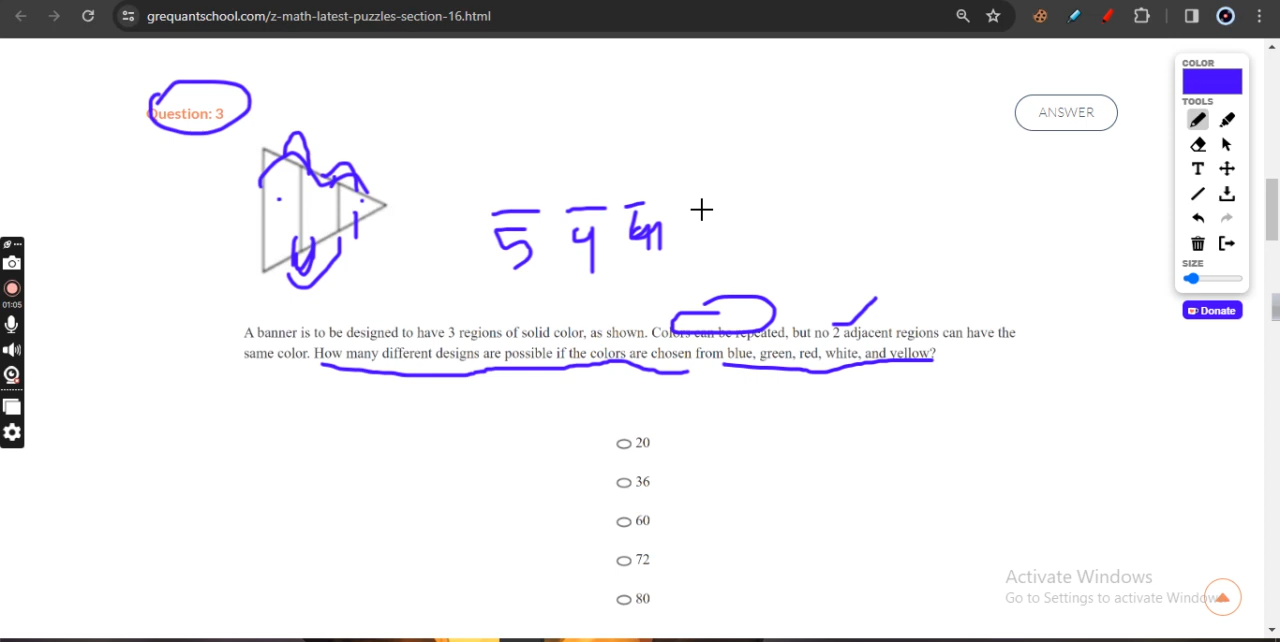 grequantschool.com/z-math-latest-puzzles-section-16.html
COLOR
Question: 3
ANSWER
TOOLS
T
5 4
SIZE
01:05
Donate
A banner is to be designed to have 3 regions of solid color, as shown. Colors can be repeated, but no 2 adjacent regions can have the
same color. How many different designs are possible if the colors are chosen from blue, green, red, white, and yellow?
20
36
60
72
80
Activate Windows
Go to Settings to activate Windows